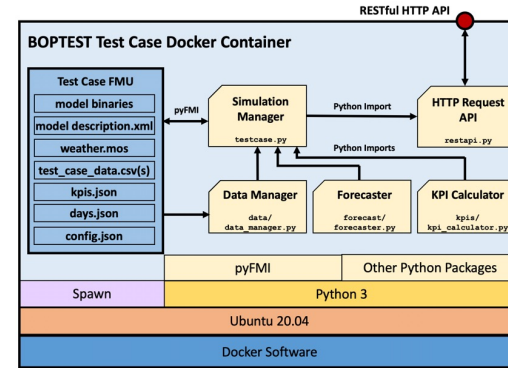 RESTful HTTP API
BOPTEST Test Case Docker Container
Test Case FMU
model binaries
model description.xml
weather.mos
test_case_data.csv(s)
kpis.json
days.json
config.json
pyFMI
Simulation
Manager
testcase.py
Python Import
HTTP Request
API
restapi.py
Python Imports
Data Manager
data/
data_manager.py
Forecaster
forecast/
forecaster.py
KPI Calculator
kpis/
kpi_calculator.py
pyFMI
Other Python Packages
Spawn
Python 3
Ubuntu 20.04
Docker Software